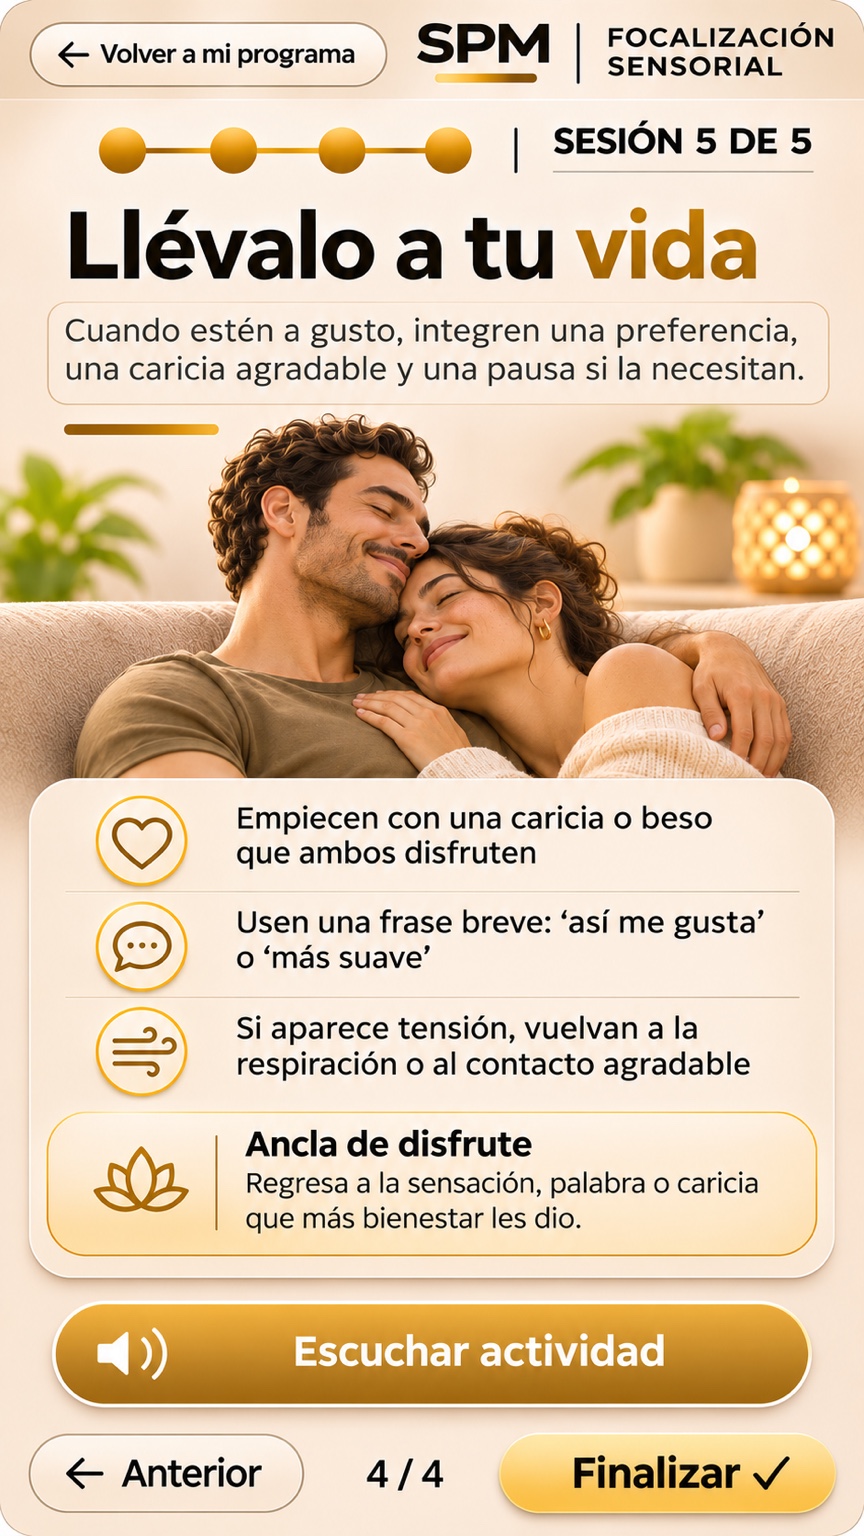 ← Volver a mi programa
SPM
FOCALIZACIÓN
SENSORIAL
SESIÓN 5 DE 5
Llévalo a tu vida
Cuando estén a gusto, integren una preferencia,
una caricia agradable y una pausa si la necesitan.
Empiecen con una caricia o beso
que ambos disfruten
Usen una frase breve: ‘así me gusta’
o ‘más suave’
Si aparece tensión, vuelvan a la
respiración o al contacto agradable
Ancla de disfrute
Regresa a la sensación, palabra o caricia
que más bienestar les dio.
Escuchar actividad
← Anterior
4 / 4
Finalizar ✓